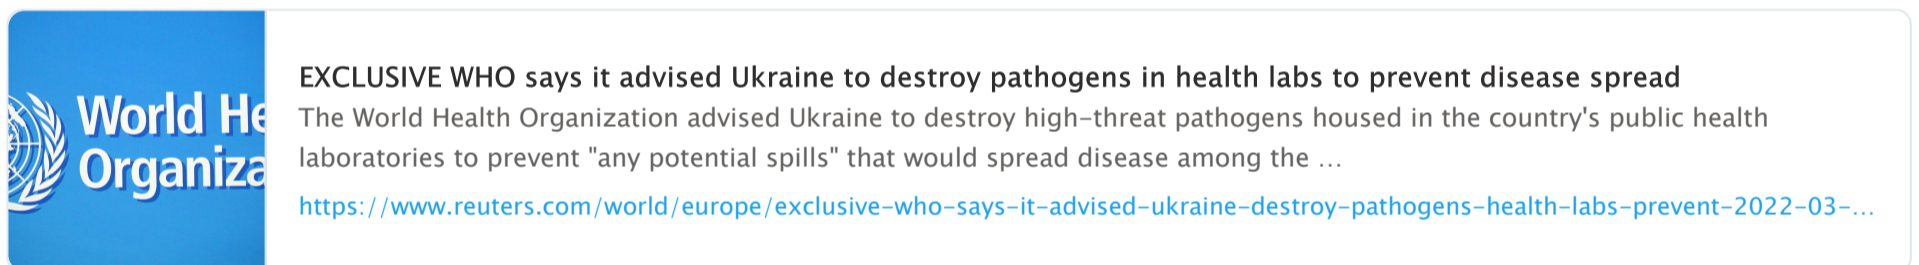 World He
Organiza
EXCLUSIVE WHO says it advised Ukraine to destroy pathogens in health labs to prevent disease spread
The World Health Organization advised Ukraine to destroy high-threat pathogens housed in the country's public health
laboratories to prevent "any potential spills" that would spread disease among the ...
https://www.reuters.com/world/europe/exclusive-who-says-it-advised-ukraine-destroy-pathogens-health-labs-prevent-2022-03-...